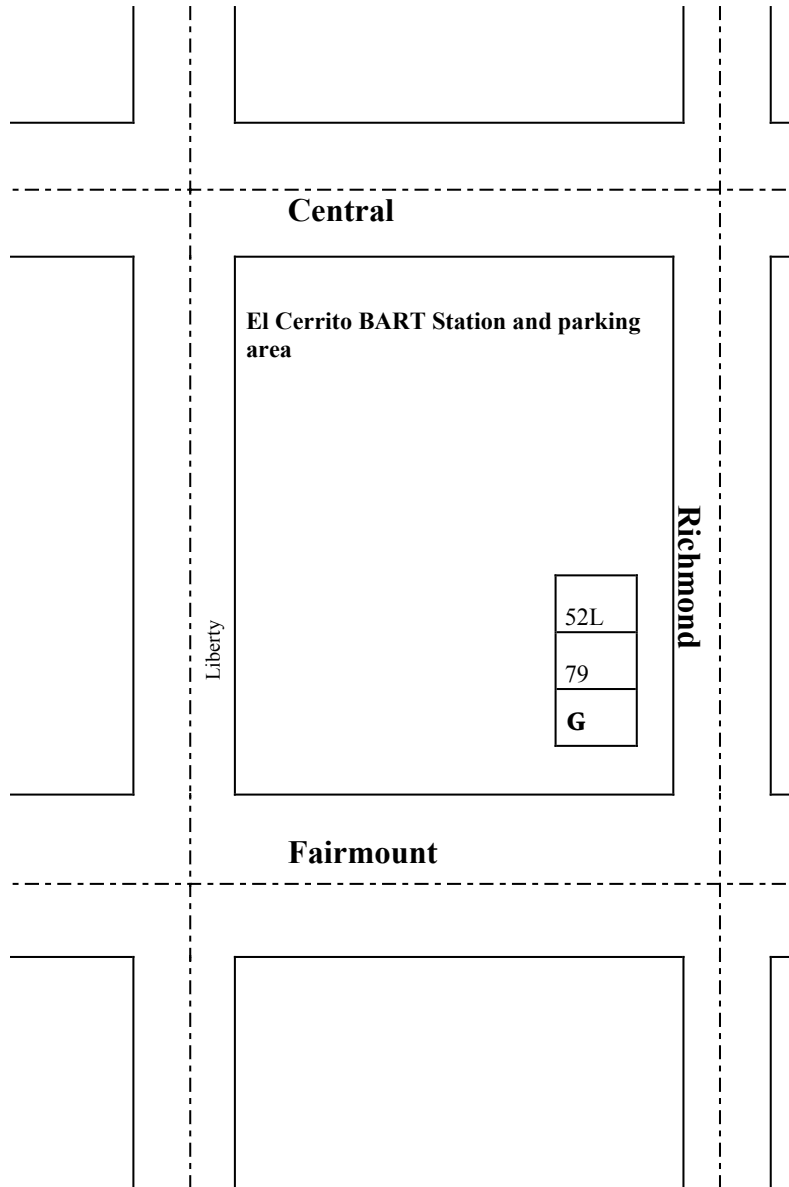 Central
El Cerrito BART Station and parking
area
Richmond
52L
Liberty
79
G
Fairmount